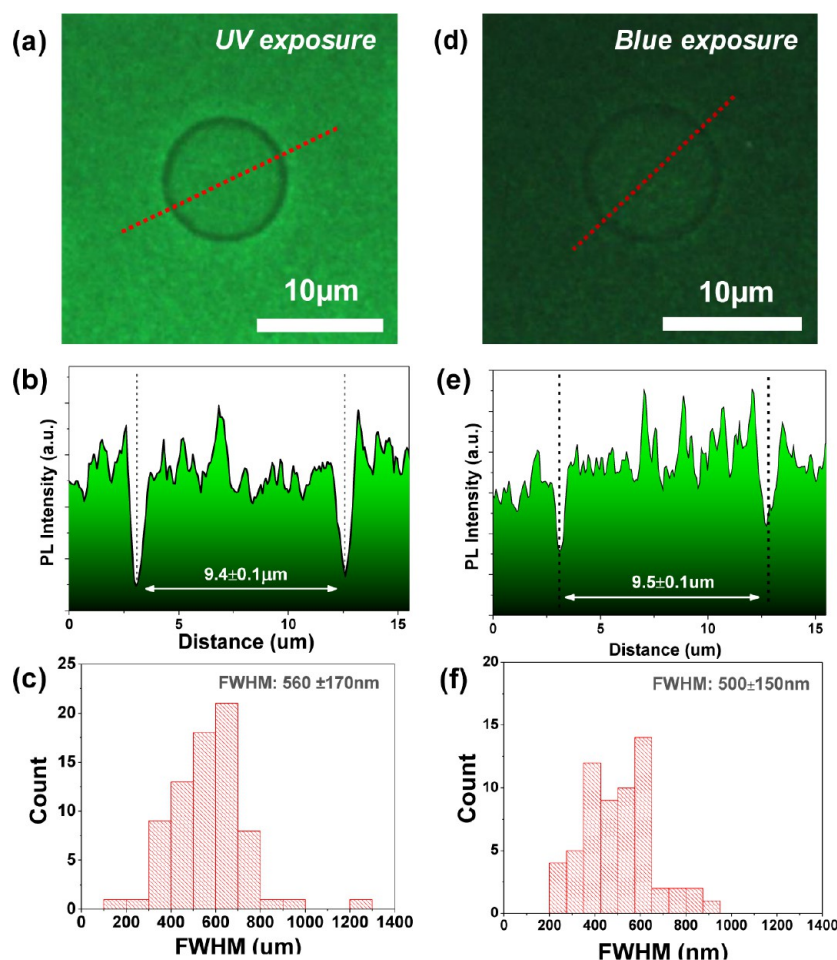 (a)
UV exposure
10µm
(d)
Blue exposure
10µm
(b)
PL Intensity (a.u.)
9.4±0.1µm
0 5 10 15
Distance (um)
(e)
PL Intensity (a.u.)
9.5±0.1um
0 5 10 15
Distance (um)
(c)
FWHM: 560 ±170nm
25
20
15
10
5
0
Count
0 200 400 600 800 1000 1200 1400
FWHM (um)
(f)
FWHM: 500±150nm
20
15
10
5
0
Count
0 200 400 600 800 1000 1200 1400
FWHM (nm)